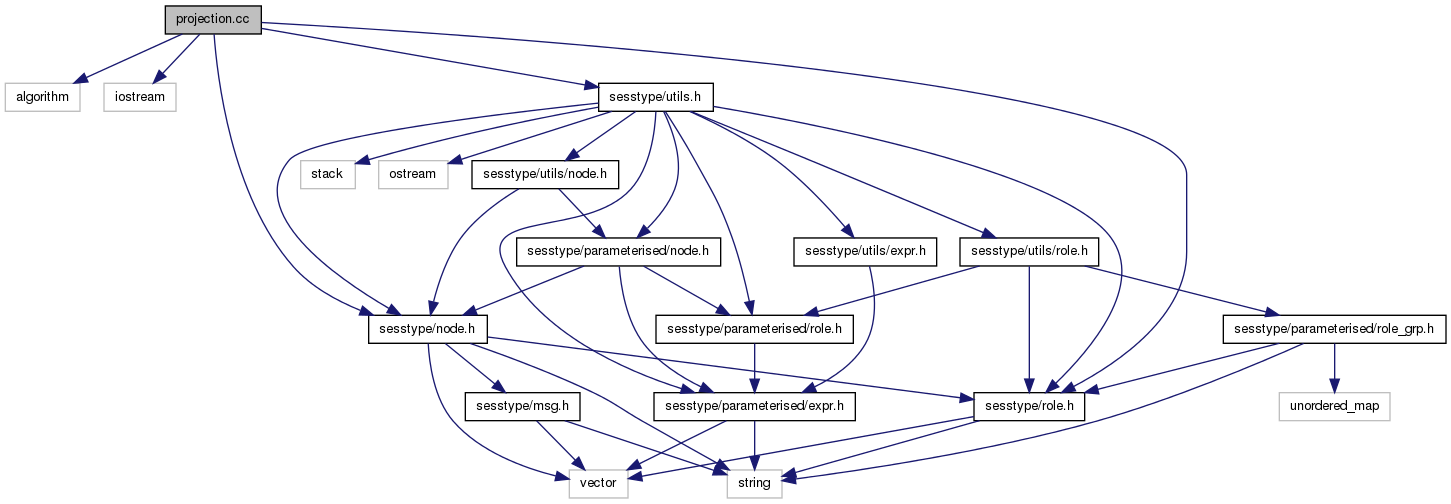 projection.cc
algorithm
iostream
sesstype/utils.h
stack
ostream
sesstype/utils/node.h
sesstype/parameterised/node.h
sesstype/utils/expr.h
sesstype/utils/role.h
sesstype/node.h
sesstype/parameterised/role.h
sesstype/parameterised/role_grp.h
sesstype/msg.h
sesstype/parameterised/expr.h
sesstype/role.h
unordered_map
vector
string